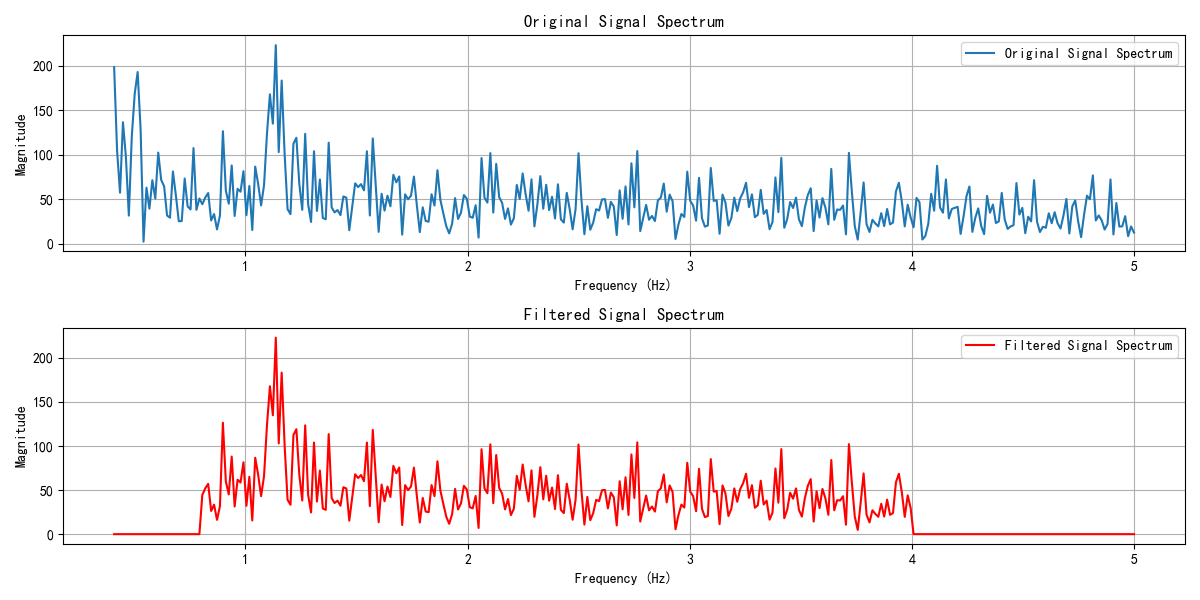 Original Signal Spectrum
Original Signal Spectrum
Magnitude
200
150
100
50
0
1
2
3
4
5
Frequency (Hz)
Filtered Signal Spectrum
Filtered Signal Spectrum
Magnitude
200
150
100
50
0
1
2
3
4
5
Frequency (Hz)